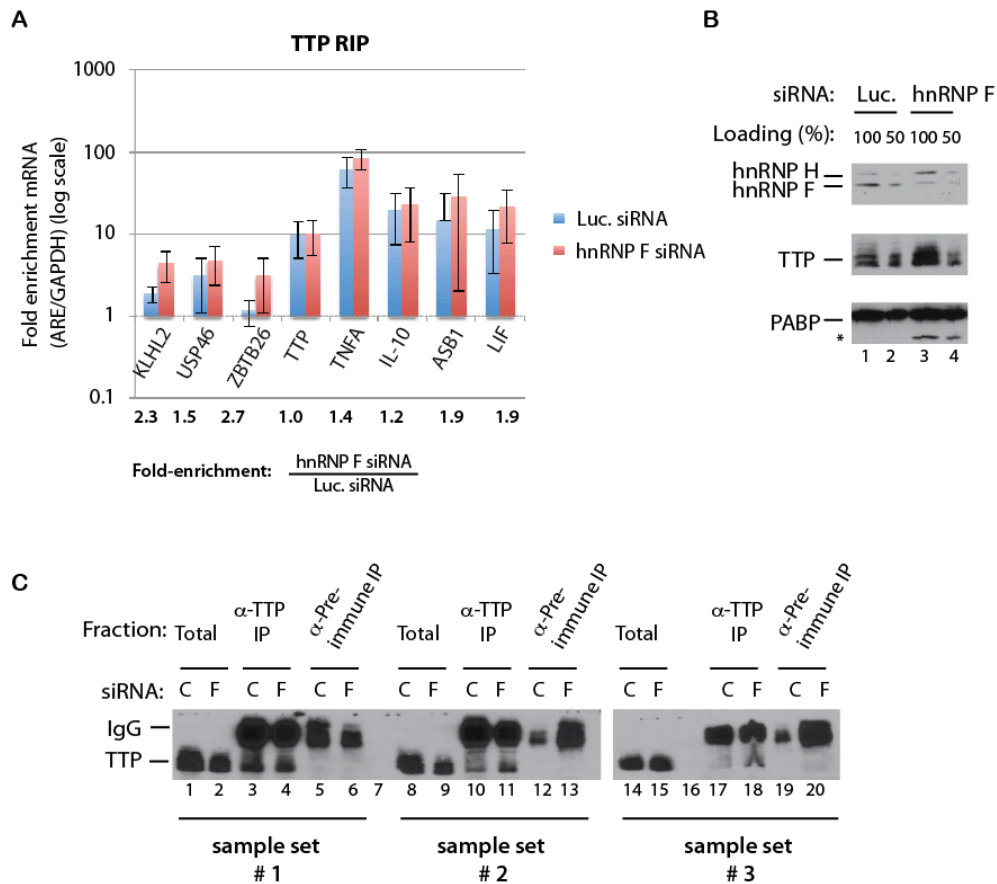 A
TTP RIP
Fold enrichment mRNA
(ARE/GAPDH) (log scale)
1000
100
10
1
0.1
KLHL2
USP46
ZBTB26
TTP
TNFA
IL-10
ASB1
LIF
2.3 1.5 2.7 1.0 1.4 1.2 1.9 1.9
Luc. siRNA
hnRNP F siRNA
Fold-enrichment: hnRNP F siRNA
Luc. siRNA
B
siRNA: Luc. hnRNP F
Loading (%): 100 50 100 50
hnRNP H
hnRNP F
TTP
PABP
*
1 2 3 4
C
Fraction: Total α-TTP IP α-Pre-immune IP Total α-TTP IP α-Pre-immune IP Total α-TTP IP α-Pre-immune IP
siRNA: C F C F C F C F C F C F C F C F C F
IgG
TTP
1 2 3 4 5 6 7 8 9 10 11 12 13 14 15 16 17 18 19 20
sample set # 1
sample set # 2
sample set # 3